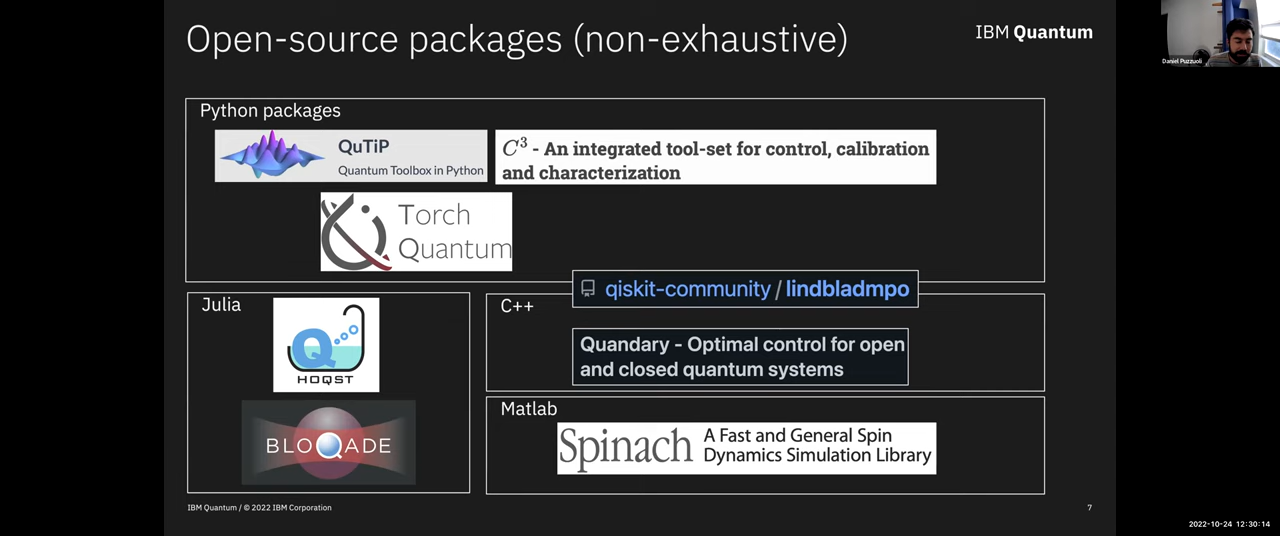 Open-source packages (non-exhaustive)
IBM Quantum
Daniel Puzzuoli
Python packages
QuTiP
Quantum Toolbox in Python
C³ - An integrated tool-set for control, calibration
and characterization
Torch
Quantum
qiskit-community / lindbladmpo
Julia
HOQST
BLOQADE
C++
Quandary - Optimal control for open
and closed quantum systems
Matlab
Spinach
A Fast and General Spin
Dynamics Simulation Library
IBM Quantum / © 2022 IBM Corporation
7
2022-10-24 12:30:14